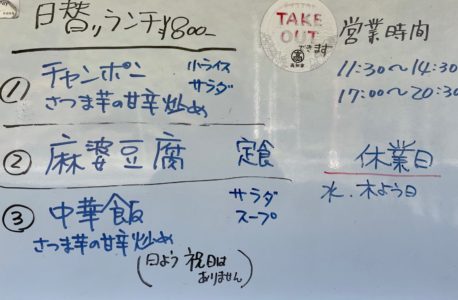 日替りランチ ¥800-
① チャンポン 小ライス
サラダ
さつま芋の甘辛炒め
② 麻婆豆腐 定食
③ 中華飯 サラダ
スープ
さつま芋の甘辛炒め
(日よう 祝日は
ありません)
TAKE
OUT
できます
営業時間
11:30〜14:30
17:00〜20:30
休業日
水、木よう日